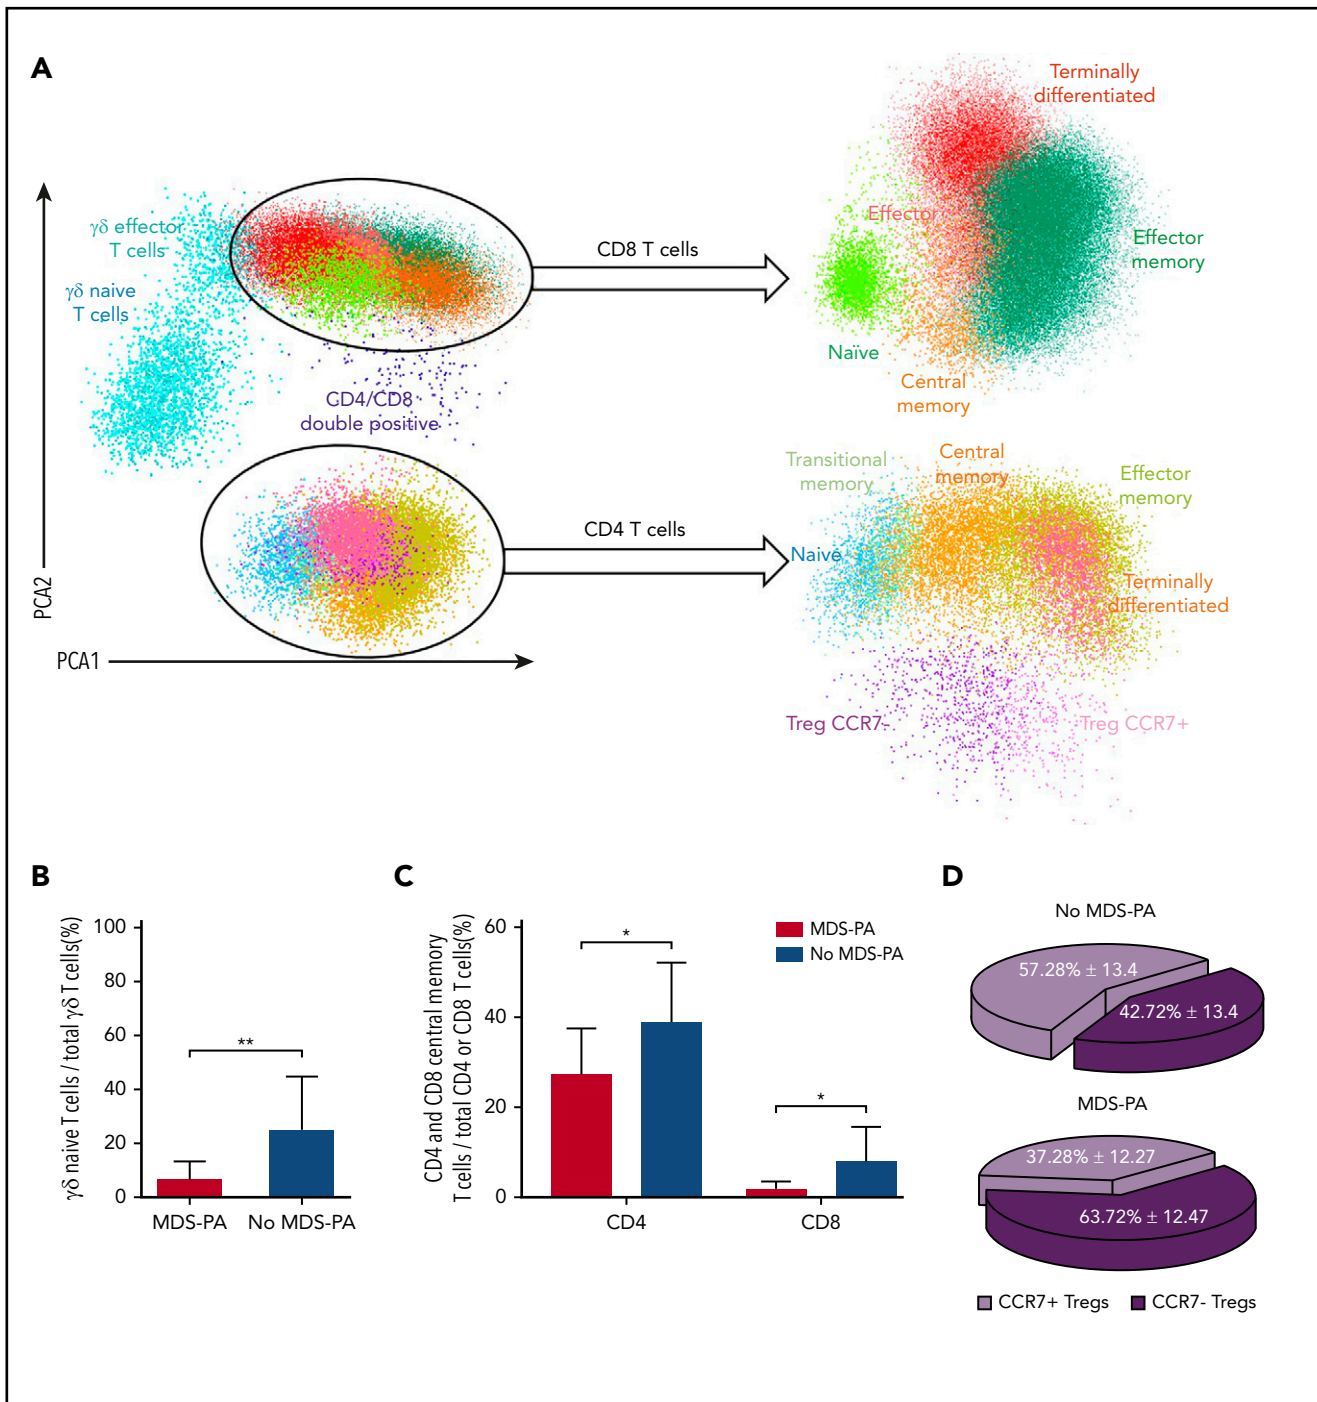 A
Terminally
differentiated
γδ effector
T cells
γδ naive
T cells
CD8 T cells
Effector
Effector
memory
Naïve
Central
memory
CD4/CD8
double positive
Transitional
memory
Central
memory
Effector
memory
CD4 T cells
Naive
Terminally
differentiated
Treg CCR7-
Treg CCR7+
PCA2
PCA1
B
γδ naive T cells / total γδ T cells(%)
100
80
60
40
20
0
**
MDS-PA
No MDS-PA
C
CD4 and CD8 central memory
T cells / total CD4 or CD8 T cells(%)
60
40
20
0
*
*
CD4
CD8
MDS-PA
No MDS-PA
D
No MDS-PA
57.28% ± 13.4
42.72% ± 13.4
MDS-PA
37.28% ± 12.27
63.72% ± 12.47
CCR7+ Tregs
CCR7- Tregs